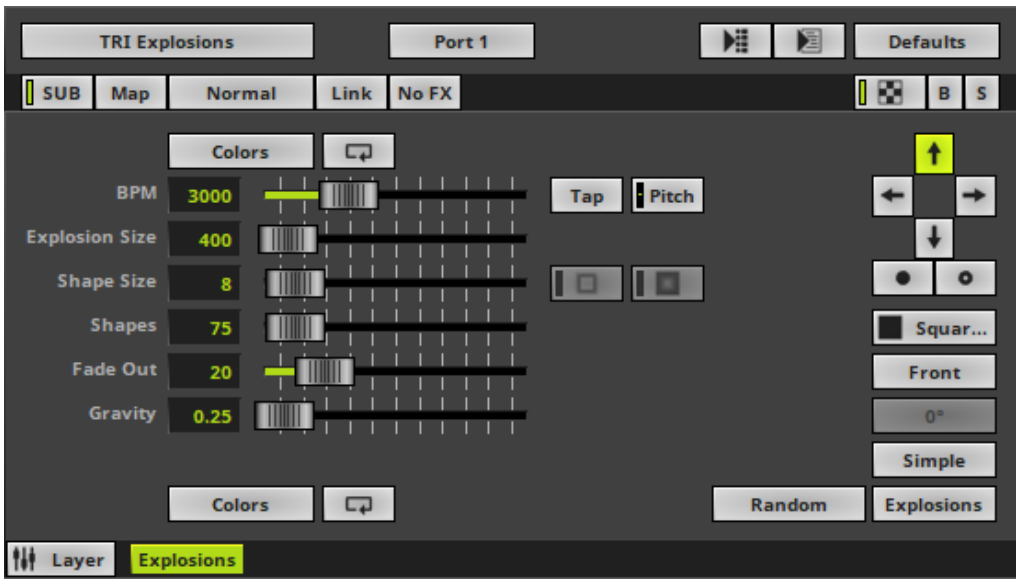 TRI Explosions Port 1 Defaults
SUB Map Normal Link No FX B S
Colors
BPM 3000 Tap Pitch
Explosion Size 400
Shape Size 8
Shapes 75 Squar...
Fade Out 20 Front
Gravity 0.25 0°
Simple
Colors Random Explosions
Layer Explosions